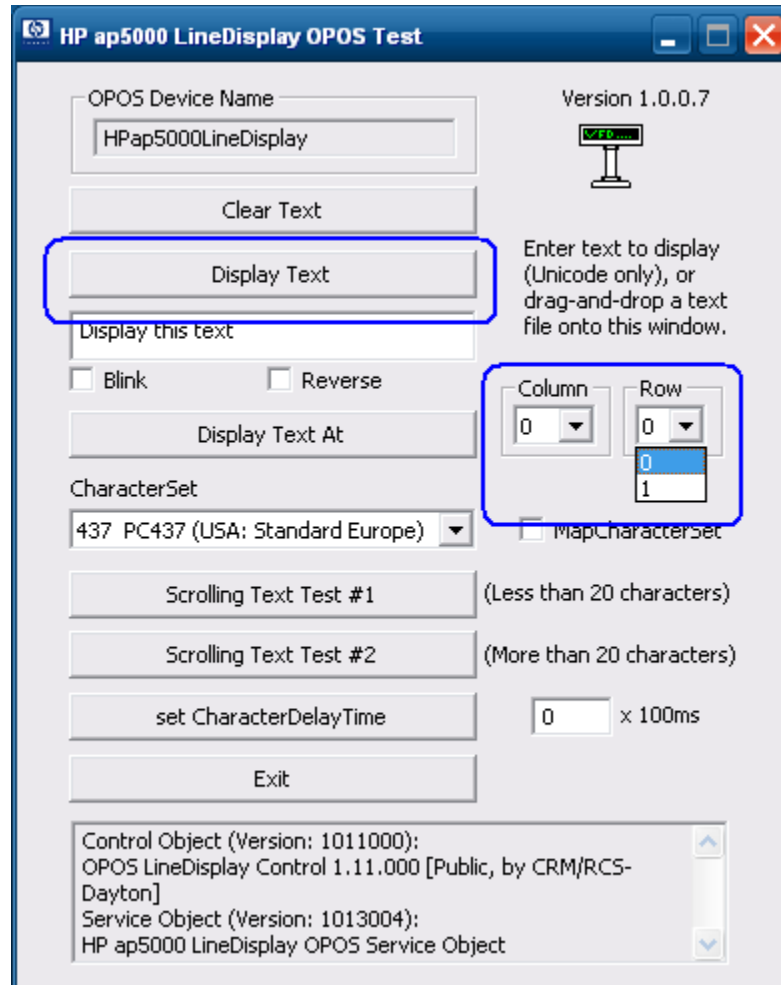 HP ap5000 LineDisplay OPOS Test
OPOS Device Name
HPap5000LineDisplay
Version 1.0.0.7
VFD....
Clear Text
Display Text
Enter text to display
(Unicode only), or
drag-and-drop a text
file onto this window.
Display this text
Blink
Reverse
Column
Row
0
0
0
1
Display Text At
CharacterSet
437 PC437 (USA: Standard Europe)
MapCharacterSet
Scrolling Text Test #1
(Less than 20 characters)
Scrolling Text Test #2
(More than 20 characters)
set CharacterDelayTime
0
x 100ms
Exit
Control Object (Version: 1011000):
OPOS LineDisplay Control 1.11.000 [Public, by CRM/RCS-
Dayton]
Service Object (Version: 1013004):
HP ap5000 LineDisplay OPOS Service Object